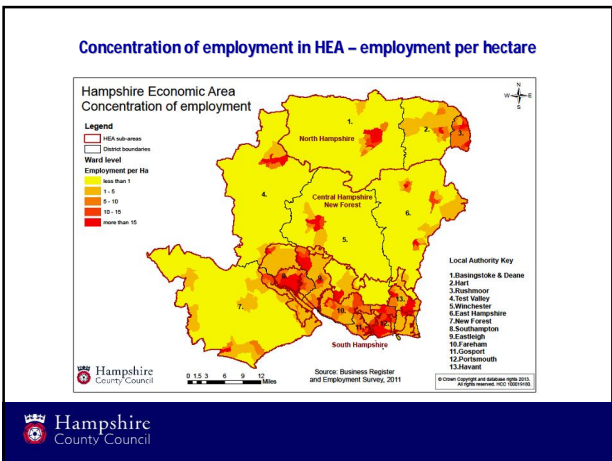 Concentration of employment in HEA – employment per hectare
Hampshire Economic Area
Concentration of employment
Legend
HEA sub-areas
District boundaries
Ward level
Employment per Ha
less than 1
1 - 5
5 - 10
10 - 15
more than 15
N
W
E
S
1.
North Hampshire
2.
3.
4.
Central Hampshire
New Forest
5.
6.
7.
8.
9.
10.
11.
12.
13.
South Hampshire
Local Authority Key
1.Basingstoke & Deane
2.Hart
3.Rushmoor
4.Test Valley
5.Winchester
6.East Hampshire
7.New Forest
8.Southampton
9.Eastleigh
10.Fareham
11.Gosport
12.Portsmouth
13.Havant
Hampshire
County Council
0 1.5 3 6 9 12
Miles
Source: Business Register
and Employment Survey, 2011
© Crown Copyright and database rights 2013.
All rights reserved. HCC 100019180.
Hampshire
County Council